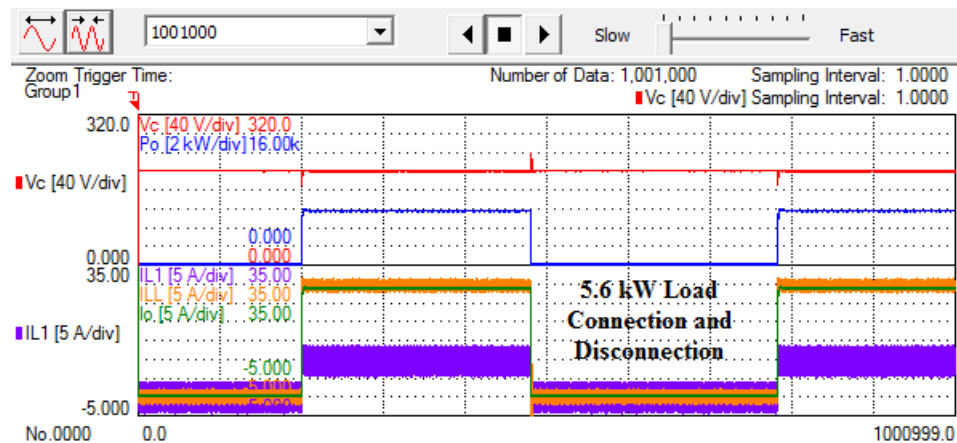 1001000
Slow
Fast
Zoom Trigger Time:
Number of Data: 1,001,000
Sampling Interval: 1.0000
Group1
Vc [40 V/div] Sampling Interval: 1.0000
320.0
Vc [40 V/div] 320.0
Po [2 kW/div] 16.00k
Vc [40 V/div]
0.000
0.000
0.000
35.00
IL1 [5 A/div] 35.00
ILL [5 A/div] 35.00
Io [5 A/div] 35.00
5.6 kW Load
Connection and
Disconnection
IL1 [5 A/div]
-5.000
-5.000
-5.000
-5.000
No.0000
0.0
1000999.0